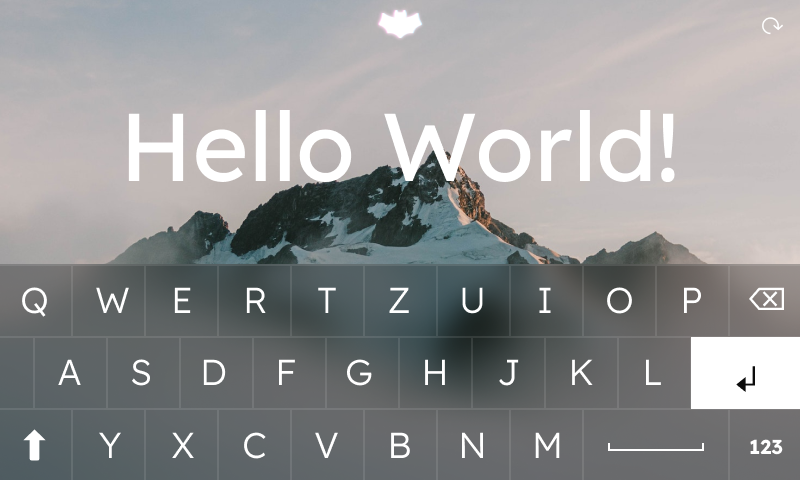 Hello World!
Q W E R T Z U I O P
A S D F G H J K L
Y X C V B N M 123